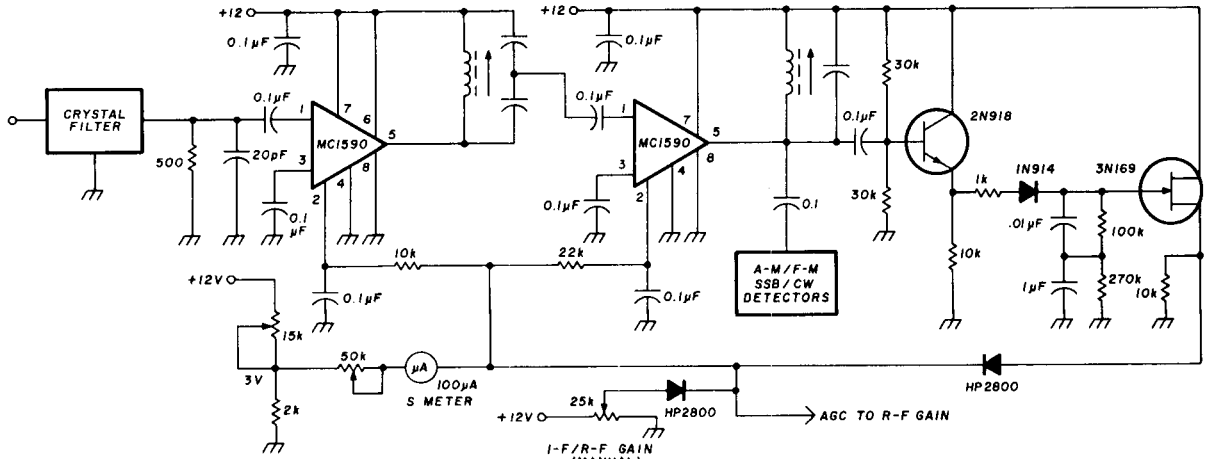 +12
0.1µF
CRYSTAL
FILTER
500
20pF
0.1µF
1
7
6
5
MC1590
3
4
8
2
0.1
µF
10k
0.1µF
+12
0.1µF
0.1µF
1
7
5
MC1590
8
3
4
2
0.1µF
22k
0.1µF
30k
0.1µF
30k
0.1
A-M/F-M
SSB/CW
DETECTORS
2N918
1k
1N914
3N169
10k
.01µF
100k
1µF
270k
10k
+12V
15k
3V
2k
50k
µA
100µA
S METER
HP2800
25k
HP2800
+12V
AGC TO R-F GAIN
I-F/R-F GAIN